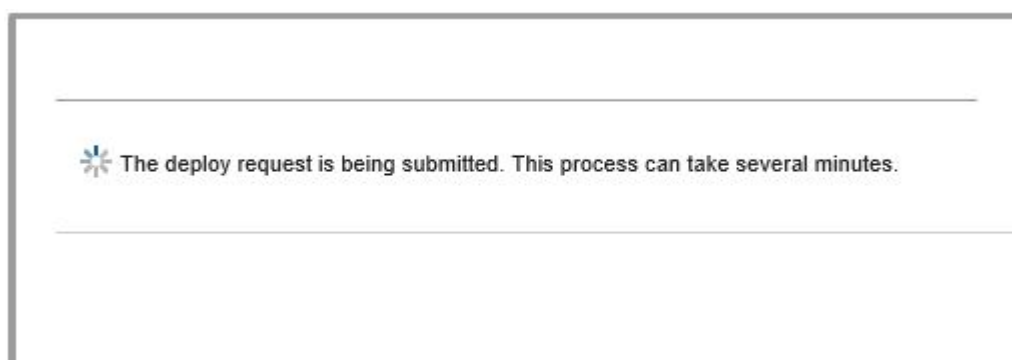 The deploy request is being submitted. This process can take several minutes.